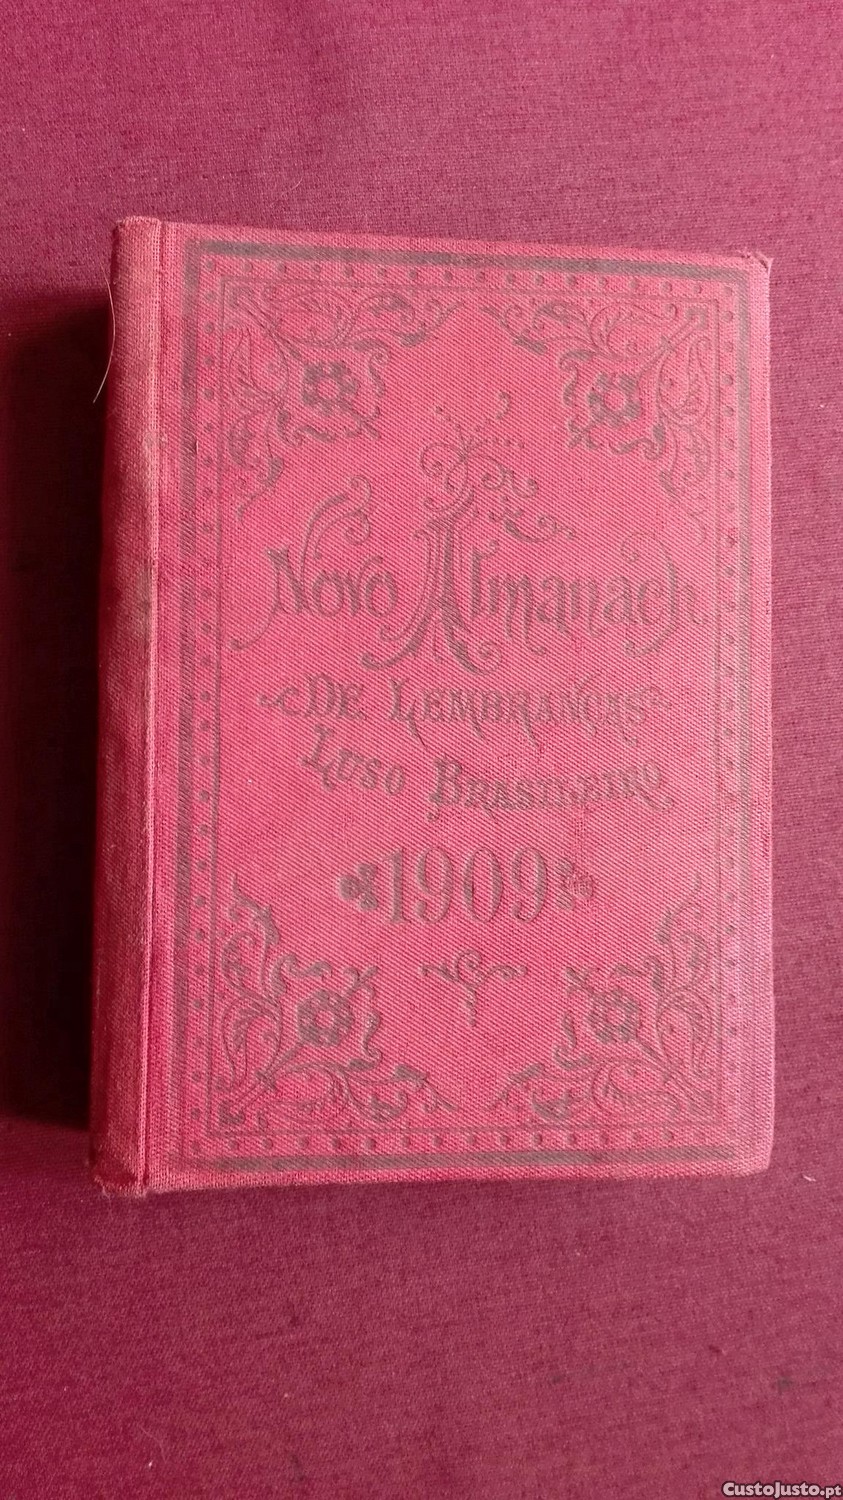 Novo Almanach
DE LEMBRANÇAS
LUSO BRASILEIRO
1909
CustoJusto.pt